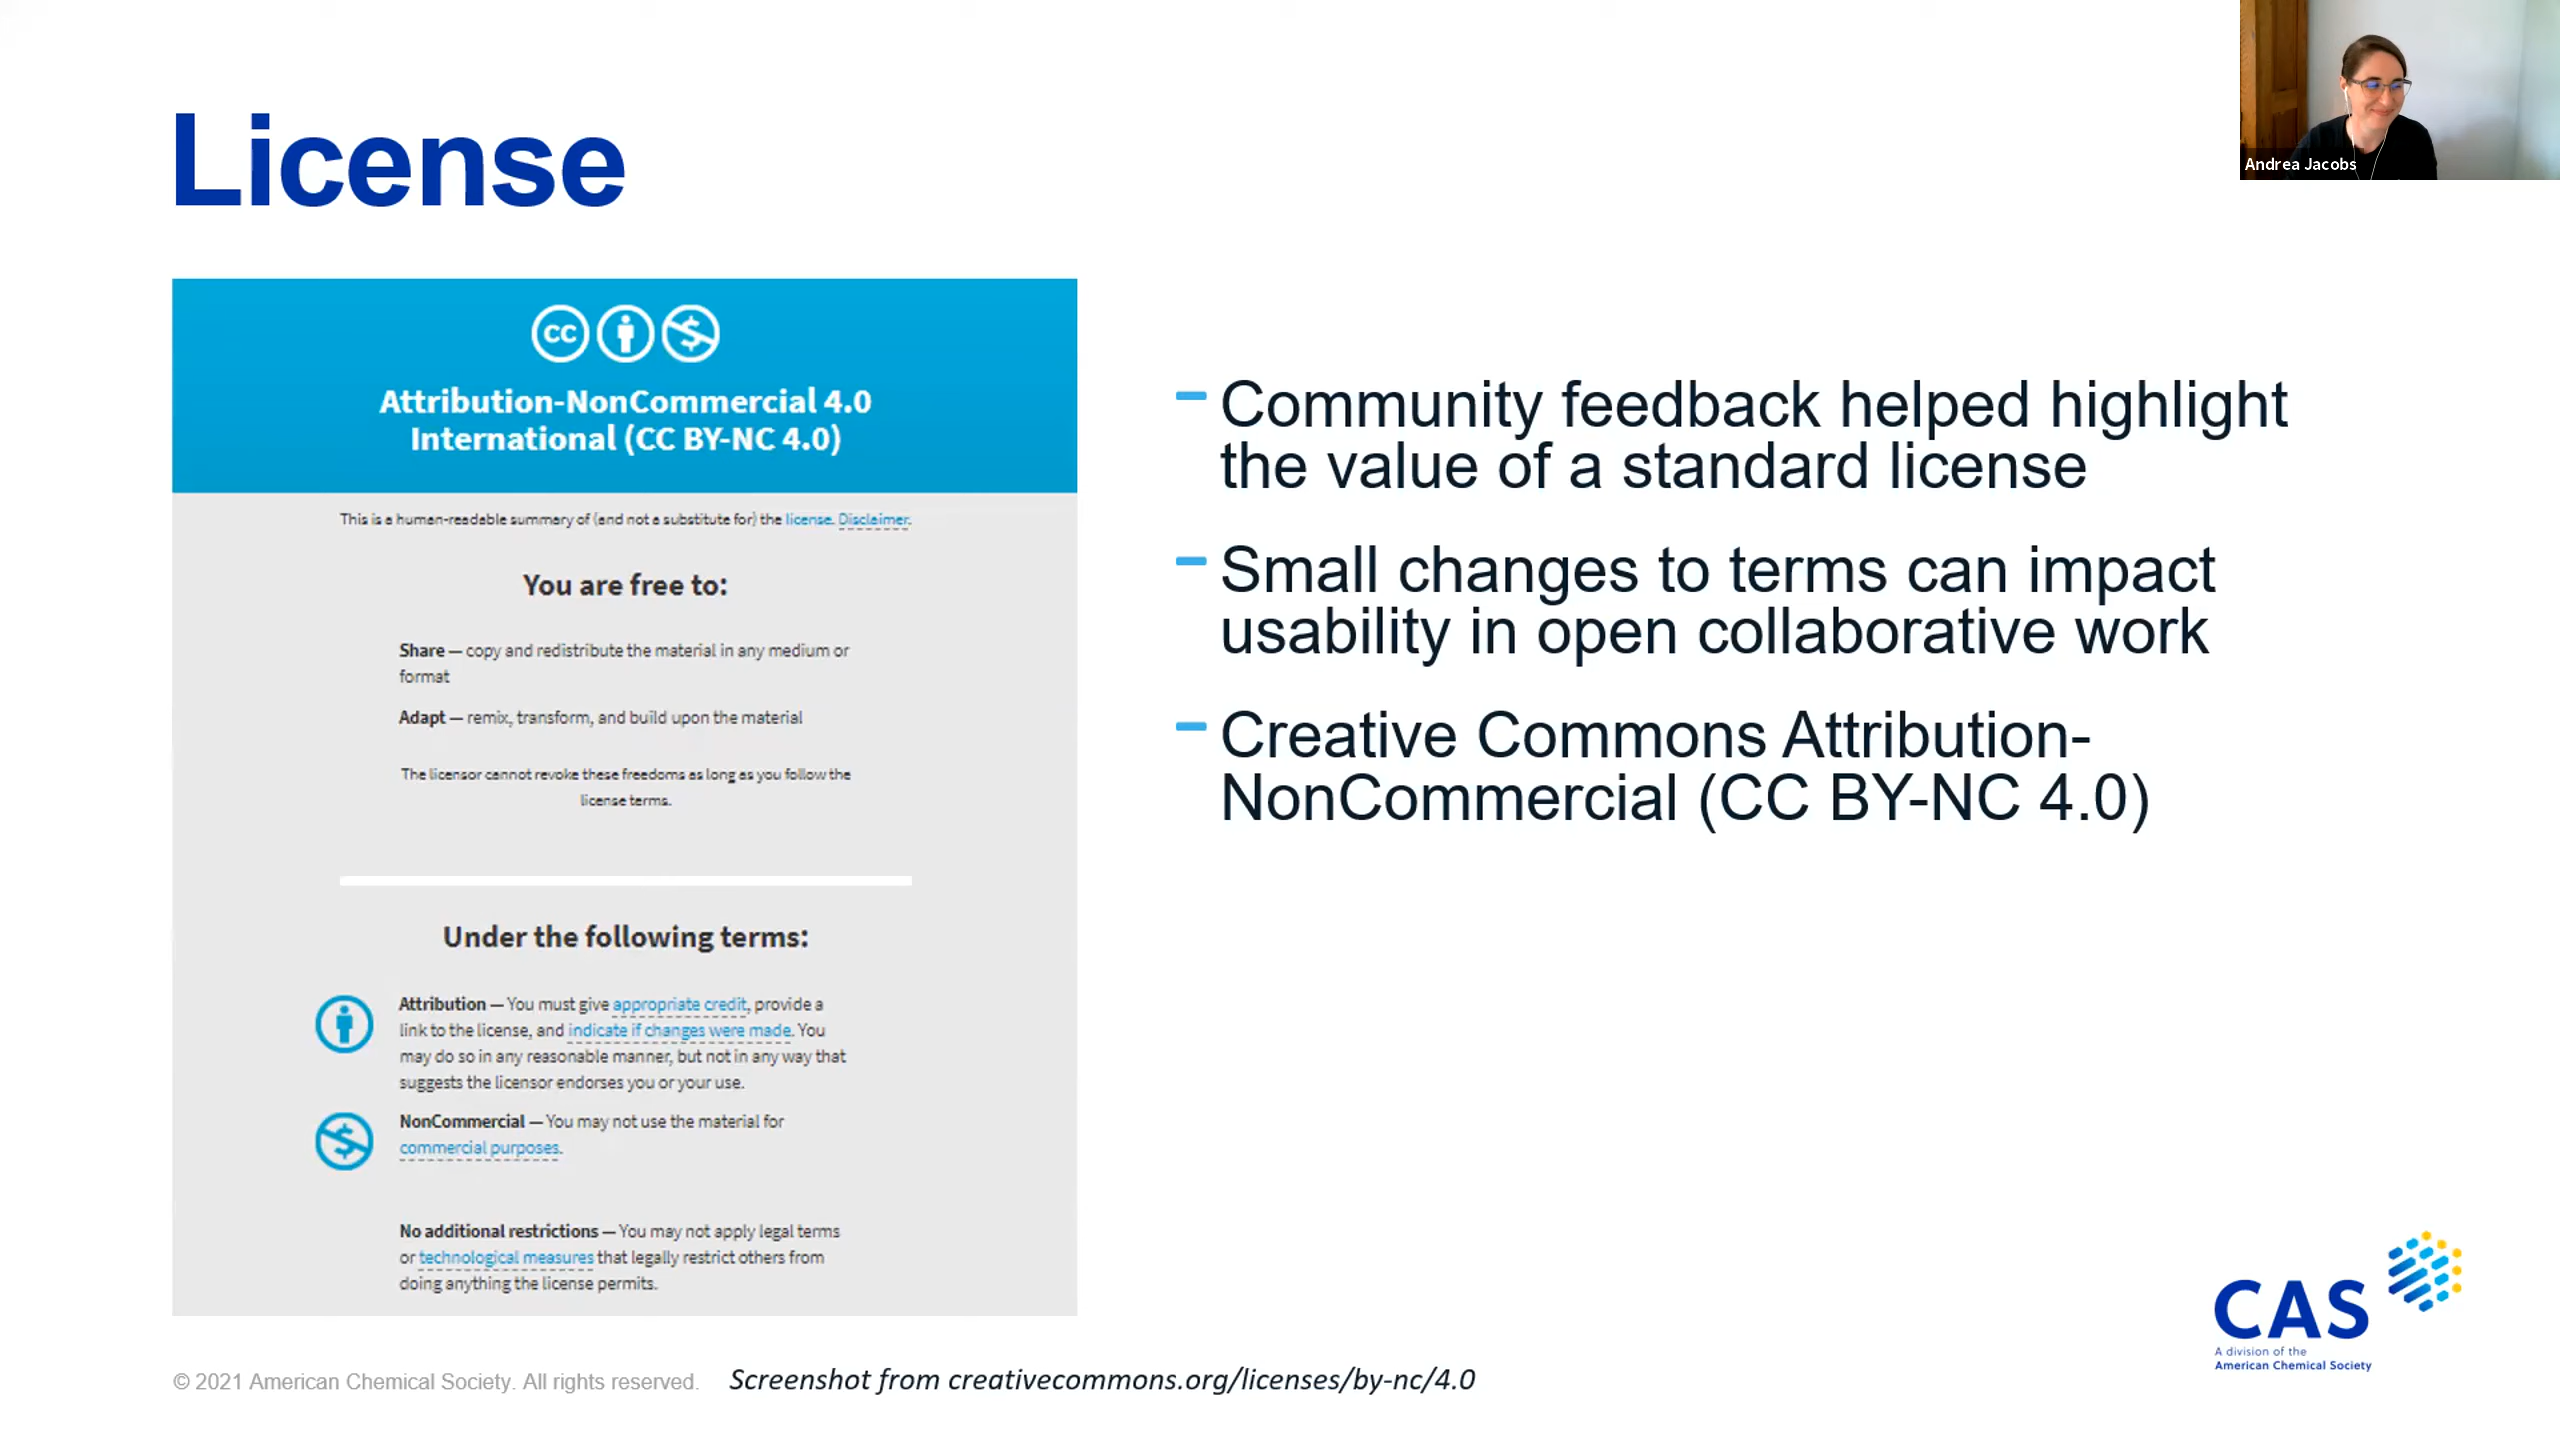 License
Andrea Jacobs
CC
Attribution-NonCommercial 4.0
International (CC BY-NC 4.0)
This is a human-readable summary of (and not a substitute for) the license. Disclaimer.
You are free to:
Share — copy and redistribute the material in any medium or
format
Adapt — remix, transform, and build upon the material
The licensor cannot revoke these freedoms as long as you follow the
license terms.
Under the following terms:
Attribution — You must give appropriate credit, provide a
link to the license, and indicate if changes were made. You
may do so in any reasonable manner, but not in any way that
suggests the licensor endorses you or your use.
NonCommercial — You may not use the material for
commercial purposes.
No additional restrictions — You may not apply legal terms
or technological measures that legally restrict others from
doing anything the license permits.
– Community feedback helped highlight
the value of a standard license
– Small changes to terms can impact
usability in open collaborative work
– Creative Commons Attribution-
NonCommercial (CC BY-NC 4.0)
CAS
A division of the
American Chemical Society
© 2021 American Chemical Society. All rights reserved.
Screenshot from creativecommons.org/licenses/by-nc/4.0